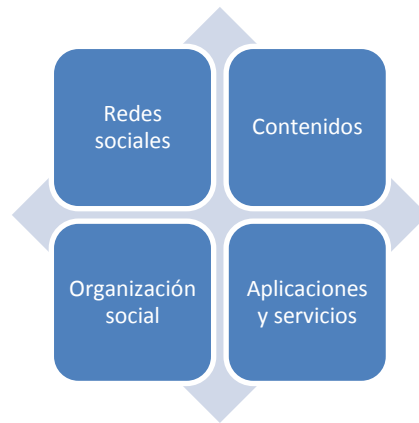 Redes
sociales
Contenidos
Organización
social
Aplicaciones
y servicios